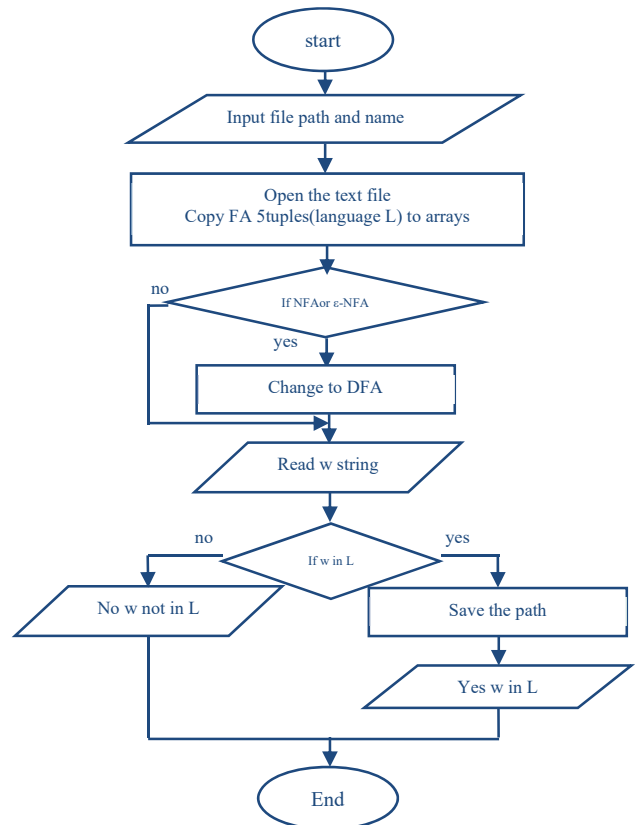 start
Input file path and name
Open the text file
Copy FA 5tuples(language L) to arrays
no
If NFAor ε-NFA
yes
Change to DFA
Read w string
no
yes
If w in L
No w not in L
Save the path
Yes w in L
End